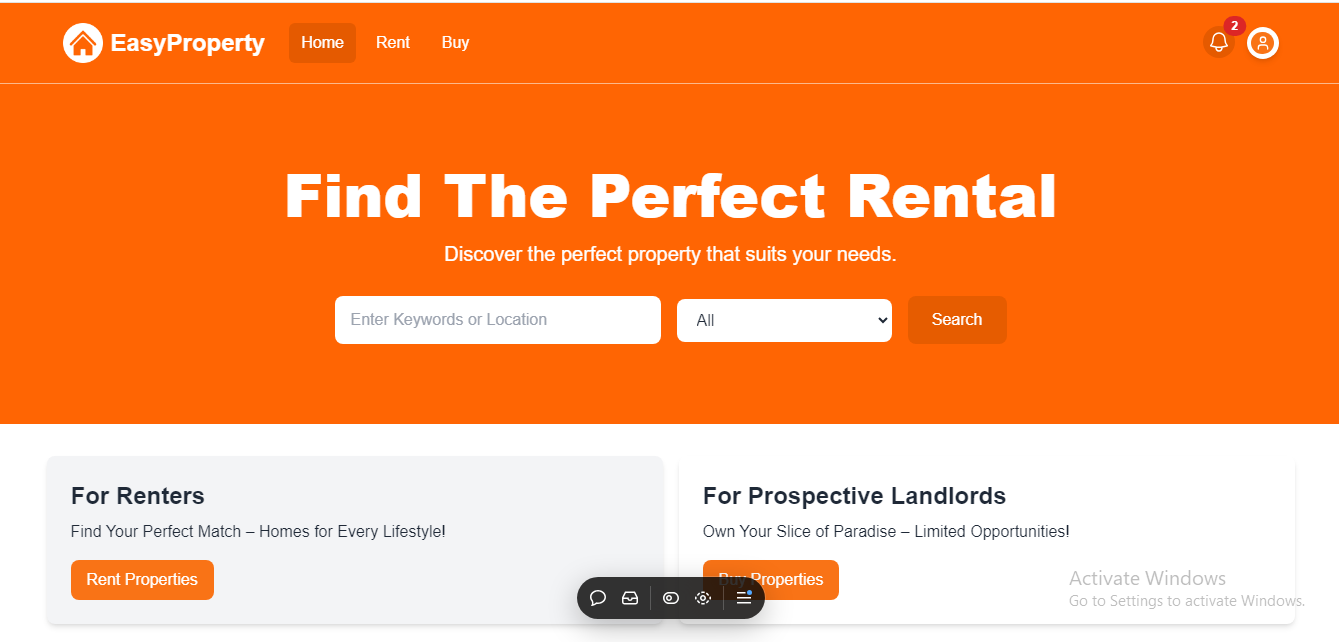 EasyProperty
Home
Rent
Buy
2
Find The Perfect Rental
Discover the perfect property that suits your needs.
Enter Keywords or Location
All
Search
For Renters
Find Your Perfect Match – Homes for Every Lifestyle!
Rent Properties
For Prospective Landlords
Own Your Slice of Paradise – Limited Opportunities!
Buy Properties
Activate Windows
Go to Settings to activate Windows.